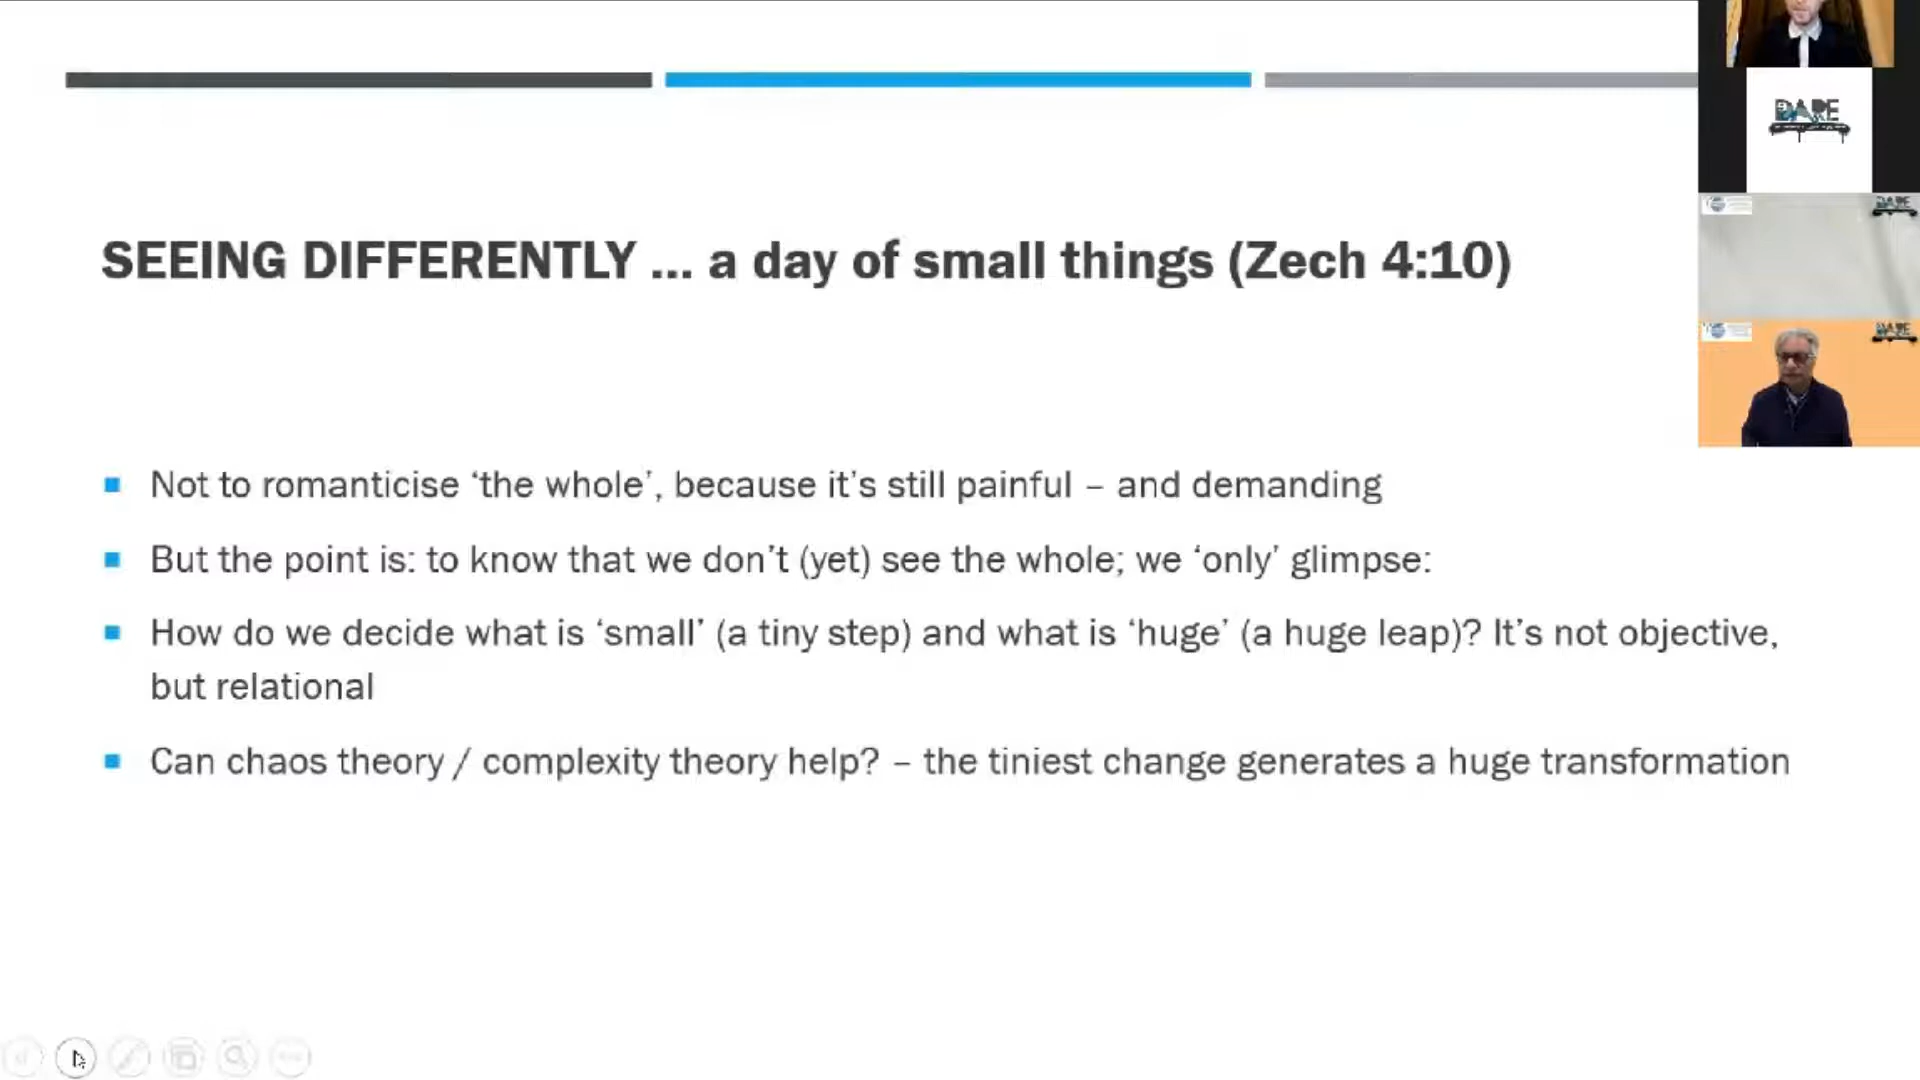 SEEING DIFFERENTLY ... a day of small things (Zech 4:10)
Not to romanticise ‘the whole’, because it’s still painful – and demanding
But the point is: to know that we don’t (yet) see the whole; we ‘only’ glimpse:
How do we decide what is ‘small’ (a tiny step) and what is ‘huge’ (a huge leap)? It’s not objective,
but relational
Can chaos theory / complexity theory help? – the tiniest change generates a huge transformation
DARE
DARE
DARE